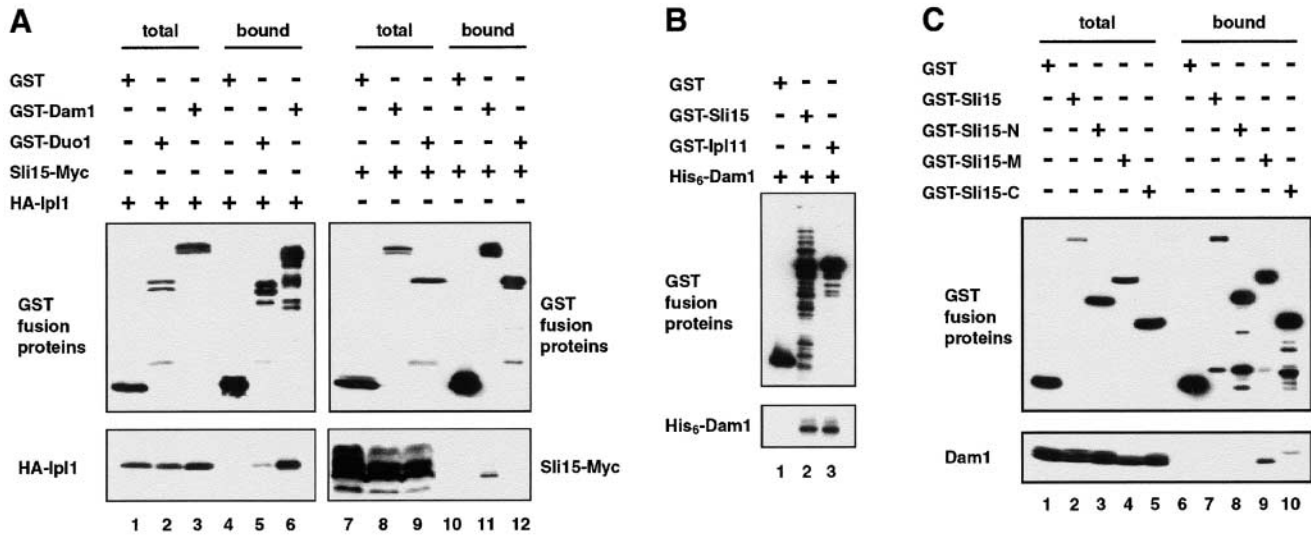 A
total bound total bound
GST + - - + - - + - - + - -
GST-Dam1 - - + - - + - + - - + -
GST-Duo1 - + - - + - - - + - - +
Sli15-Myc - - - - - - + + + + + +
HA-Ipl1 + + + + + + - - - - - -
GST
fusion
proteins
GST
fusion
proteins
HA-Ipl1
Sli15-Myc
1 2 3 4 5 6 7 8 9 10 11 12
B
GST + - -
GST-Sli15 - + -
GST-Ipl11 - - +
His6-Dam1 + + +
GST
fusion
proteins
His6-Dam1
1 2 3
C
total bound
GST + - - - - + - - - -
GST-Sli15 - + - - - - + - - -
GST-Sli15-N - - + - - - - + - -
GST-Sli15-M - - - + - - - - + -
GST-Sli15-C - - - - + - - - - +
GST
fusion
proteins
Dam1
1 2 3 4 5 6 7 8 9 10